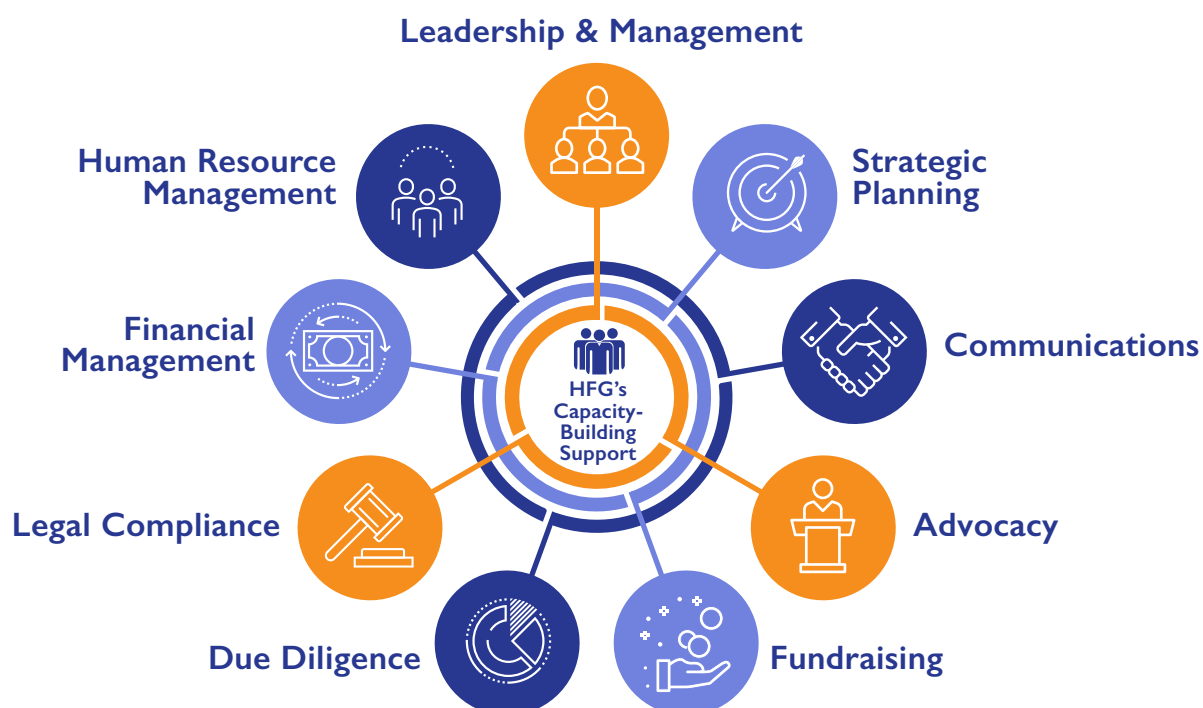 Leadership & Management
Strategic
Planning
Communications
Advocacy
Fundraising
Due Diligence
Legal Compliance
Financial
Management
Human Resource
Management
HFG's
Capacity-
Building
Support